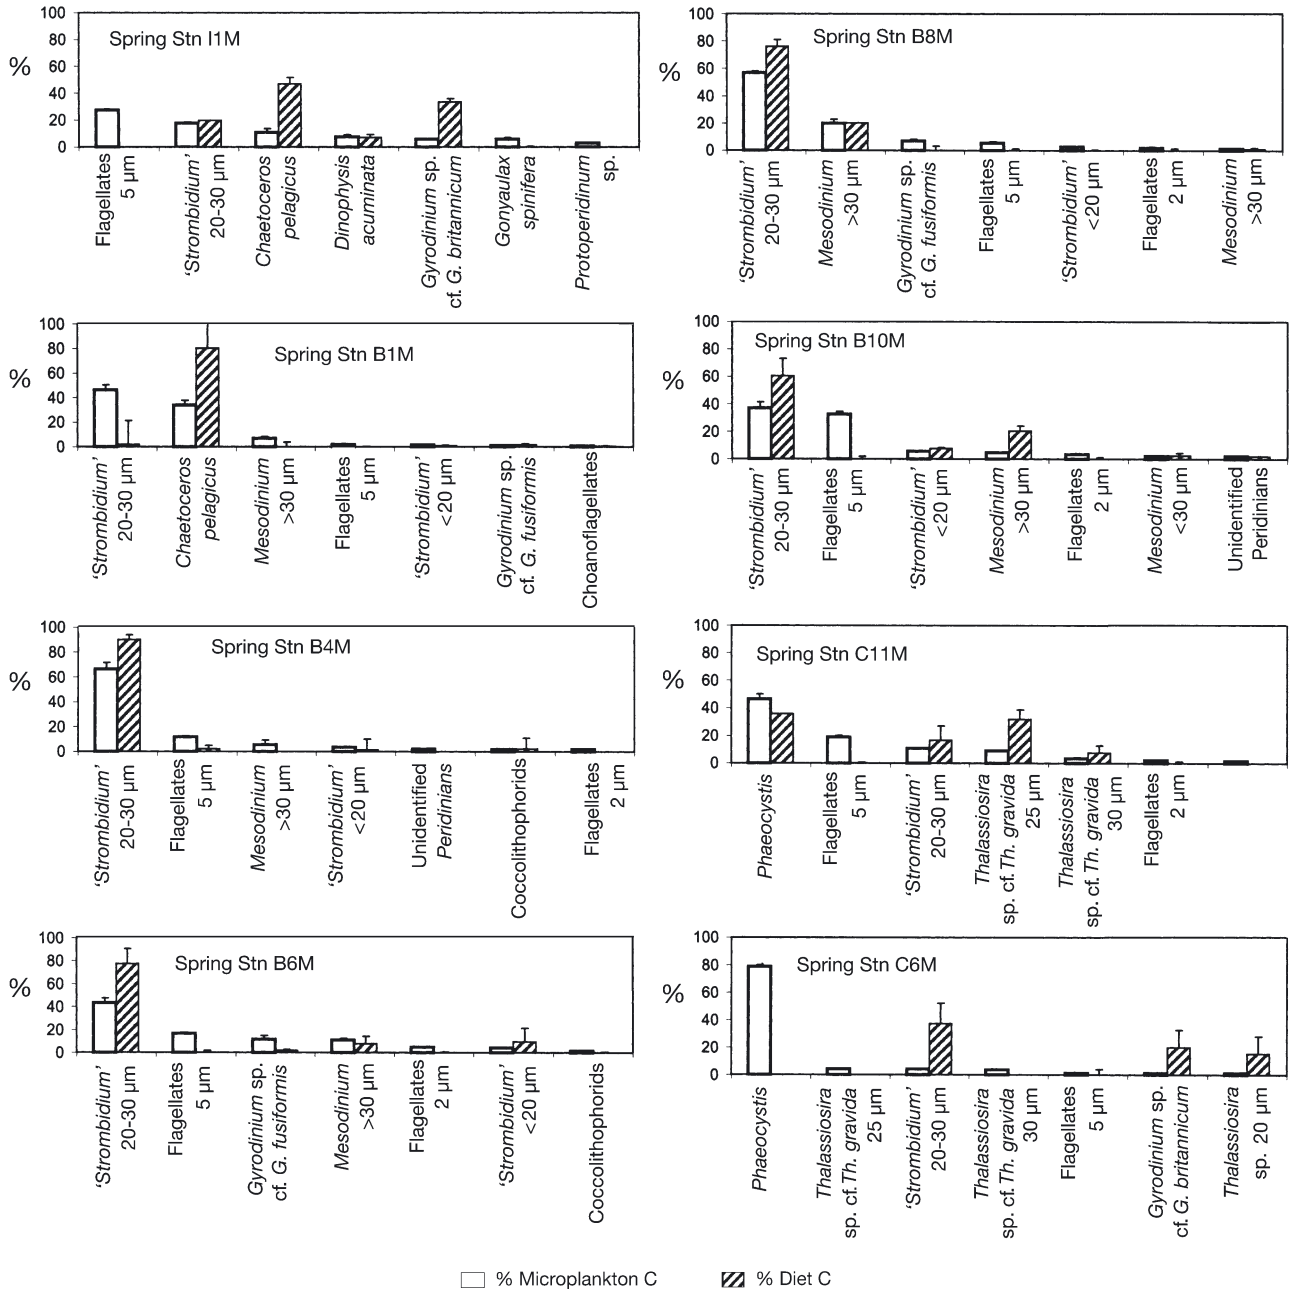 Spring Stn I1M
%
100
80
60
40
20
0
Flagellates
5 µm
‘Strombidium’
20-30 µm
Chaetoceros
pelagicus
Dinophysis
acuminata
Gyrodinium sp.
cf. G. britannicum
Gonyaulax
spinifera
Protoperidinum
sp.
Spring Stn B8M
%
100
80
60
40
20
0
‘Strombidium’
20-30 µm
Mesodinium
>30 µm
Gyrodinium sp.
cf. G. fusiformis
Flagellates
5 µm
‘Strombidium’
<20 µm
Flagellates
2 µm
Mesodinium
>30 µm
Spring Stn B1M
%
100
80
60
40
20
0
‘Strombidium’
20-30 µm
Chaetoceros
pelagicus
Mesodinium
>30 µm
Flagellates
5 µm
‘Strombidium’
<20 µm
Gyrodinium sp.
cf. G. fusiformis
Choanoflagellates
Spring Stn B10M
%
100
80
60
40
20
0
‘Strombidium’
20-30 µm
Flagellates
5 µm
‘Strombidium’
<20 µm
Mesodinium
>30 µm
Flagellates
2 µm
Mesodinium
<30 µm
Unidentified
Peridinians
Spring Stn B4M
%
100
80
60
40
20
0
‘Strombidium’
20-30 µm
Flagellates
5 µm
Mesodinium
>30 µm
‘Strombidium’
<20 µm
Unidentified
Peridinians
Coccolithophorids
Flagellates
2 µm
Spring Stn C11M
%
100
80
60
40
20
0
Phaeocystis
Flagellates
5 µm
‘Strombidium’
20-30 µm
Thalassiosira
sp. cf. Th. gravida
25 µm
Thalassiosira
sp. cf. Th. gravida
30 µm
Flagellates
2 µm
Spring Stn B6M
%
100
80
60
40
20
0
‘Strombidium’
20-30 µm
Flagellates
5 µm
Gyrodinium sp.
cf. G. fusiformis
Mesodinium
>30 µm
Flagellates
2 µm
‘Strombidium’
<20 µm
Coccolithophorids
Spring Stn C6M
%
100
80
60
40
20
0
Phaeocystis
Thalassiosira
sp. cf. Th. gravida
25 µm
‘Strombidium’
20-30 µm
Thalassiosira
sp. cf. Th. gravida
30 µm
Flagellates
5 µm
Gyrodinium sp.
cf. G. britannicum
Thalassiosira
sp. 20 µm
% Microplankton C
% Diet C